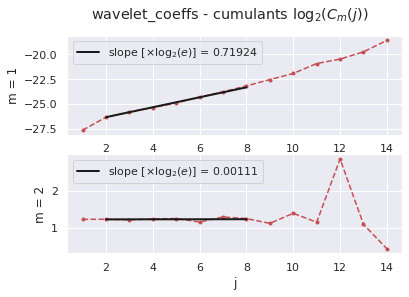 wavelet_coeffs - cumulants log₂(Cₘ(j))
−20.0
−22.5
−25.0
−27.5
m = 1
slope [×log₂(e)] = 0.71924
2 4 6 8 10 12 14
2
1
m = 2
slope [×log₂(e)] = 0.00111
2 4 6 8 10 12 14
j